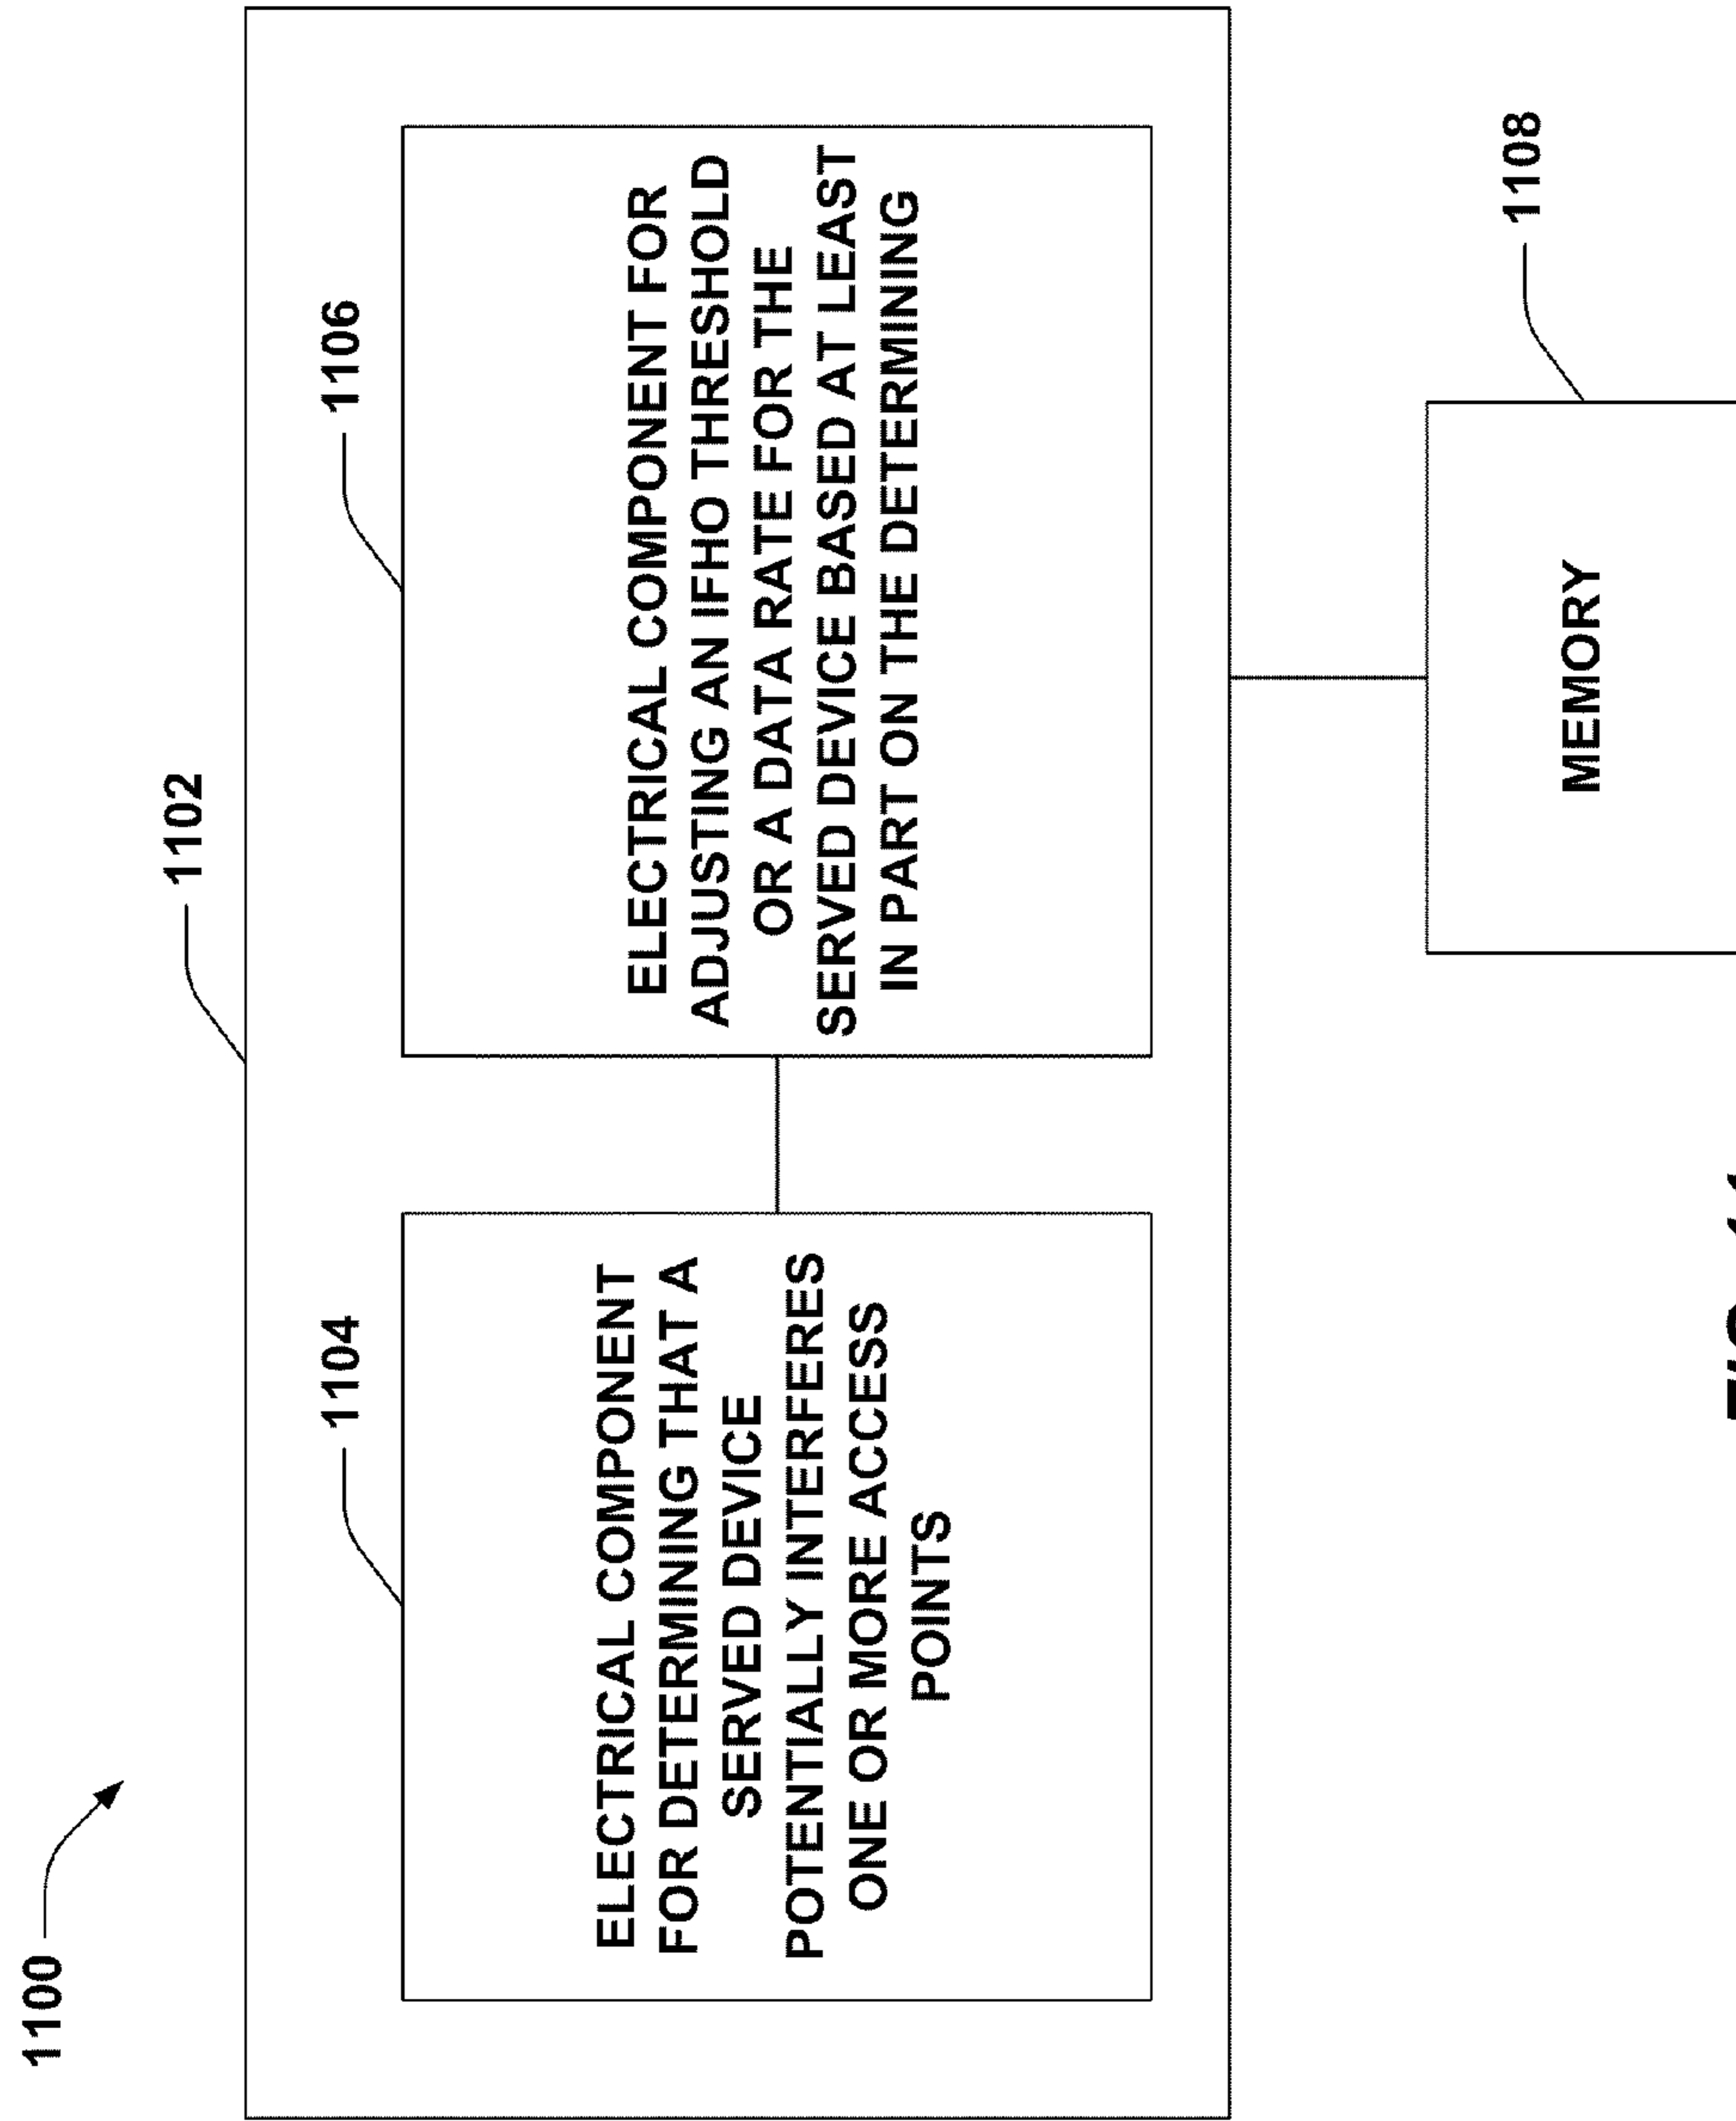 1100
1102
1104
ELECTRICAL COMPONENT
FOR DETERMINING THAT A
SERVED DEVICE
POTENTIALLY INTERFERES
ONE OR MORE ACCESS
POINTS
1106
ELECTRICAL COMPONENT FOR
ADJUSTING AN IFHO THRESHOLD
OR A DATA RATE FOR THE
SERVED DEVICE BASED AT LEAST
IN PART ON THE DETERMINING
1108
MEMORY